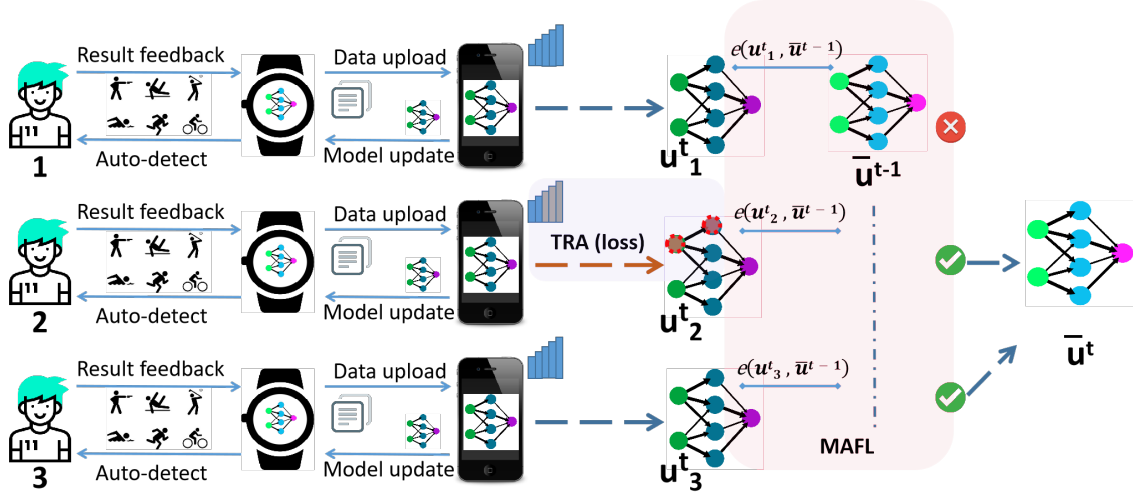 Result feedback
Auto-detect
1
Data upload
Model update
u^t_1
e(u^t_1, ū^{t-1})
ū^{t-1}
Result feedback
Auto-detect
2
Data upload
Model update
TRA (loss)
u^t_2
e(u^t_2, ū^{t-1})
ū^t
Result feedback
Auto-detect
3
Data upload
Model update
u^t_3
e(u^t_3, ū^{t-1})
MAFL